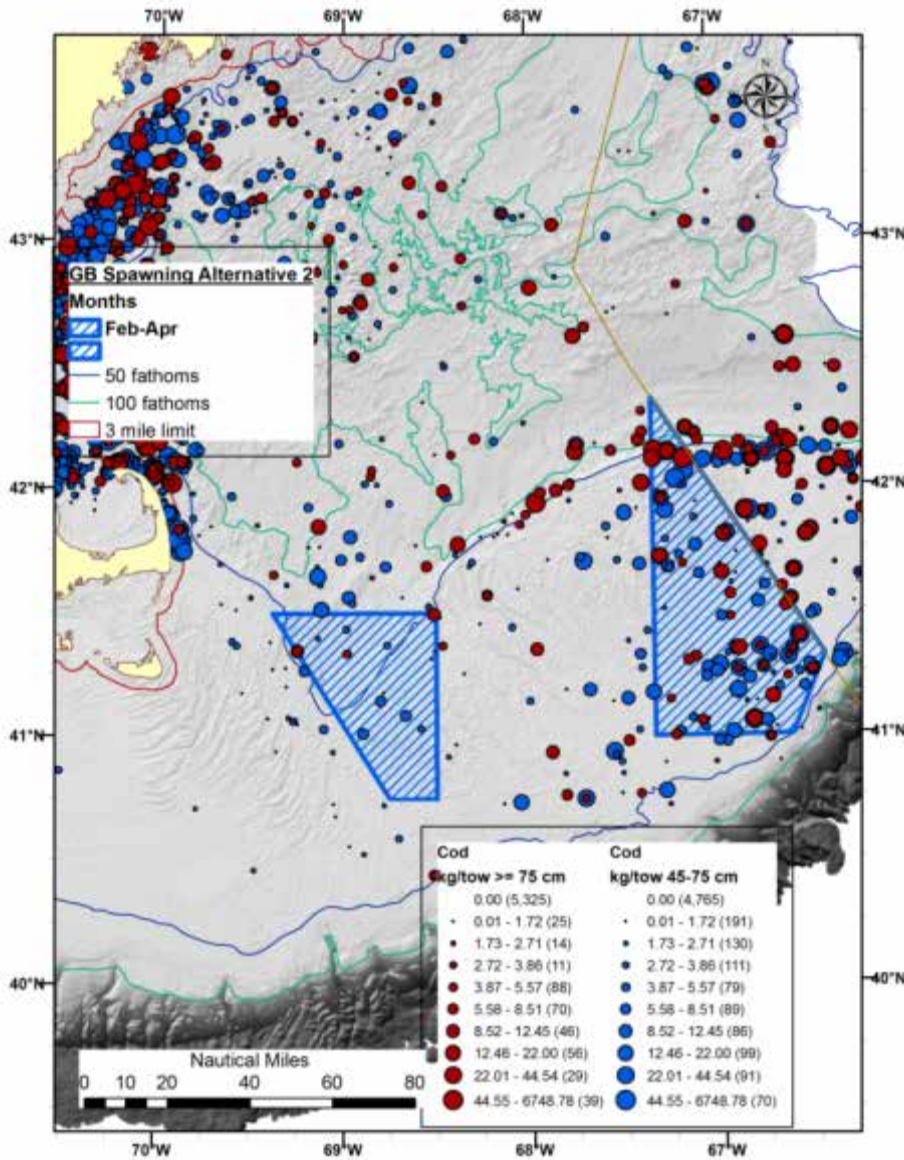 70°W 69°W 68°W 67°W
N
43°N 43°N
GB Spawning Alternative 2
Months
Feb-Apr
50 fathoms
100 fathoms
3 mile limit
42°N 42°N
41°N 41°N
Cod Cod
kg/tow >= 75 cm kg/tow 45-75 cm
0.00 (5,325) 0.00 (4,765)
0.01 - 1.72 (25) 0.01 - 1.72 (191)
1.73 - 2.71 (14) 1.73 - 2.71 (130)
2.72 - 3.86 (11) 2.72 - 3.86 (111)
3.87 - 5.57 (88) 3.87 - 5.57 (79)
5.58 - 8.51 (70) 5.58 - 8.51 (89)
8.52 - 12.45 (46) 8.52 - 12.45 (86)
12.46 - 22.00 (56) 12.46 - 22.00 (99)
22.01 - 44.54 (29) 22.01 - 44.54 (91)
44.55 - 6748.78 (39) 44.55 - 6748.78 (70)
40°N 40°N
Nautical Miles
0 10 20 40 60 80
70°W 69°W 68°W 67°W